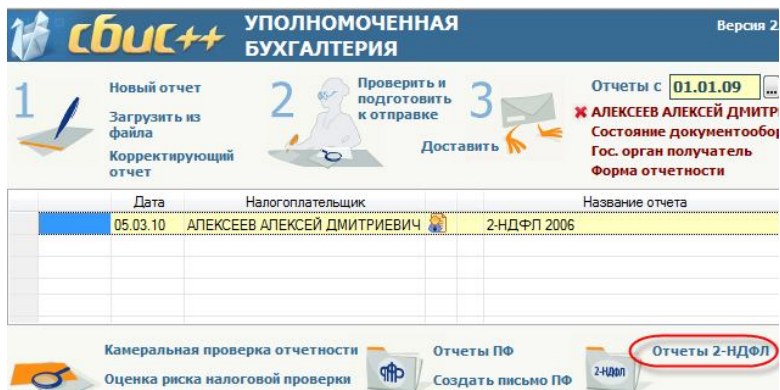 сбис++
УПОЛНОМОЧЕННАЯ
БУХГАЛТЕРИЯ
Версия 2.
1
Новый отчет
Загрузить из
файла
Корректирующий
отчет
2
Проверить и
подготовить
к отправке
3
Доставить
Отчеты с 01.01.09 ...
АЛЕКСЕЕВ АЛЕКСЕЙ ДМИТРИ
Состояние документообор
Гос. орган получатель
Форма отчетности
Дата Налогоплательщик Название отчета
05.03.10 АЛЕКСЕЕВ АЛЕКСЕЙ ДМИТРИЕВИЧ 2-НДФЛ 2006
Камеральная проверка отчетности
Оценка риска налоговой проверки
Отчеты ПФ
Создать письмо ПФ
2-НДФЛ
Отчеты 2-НДФЛ